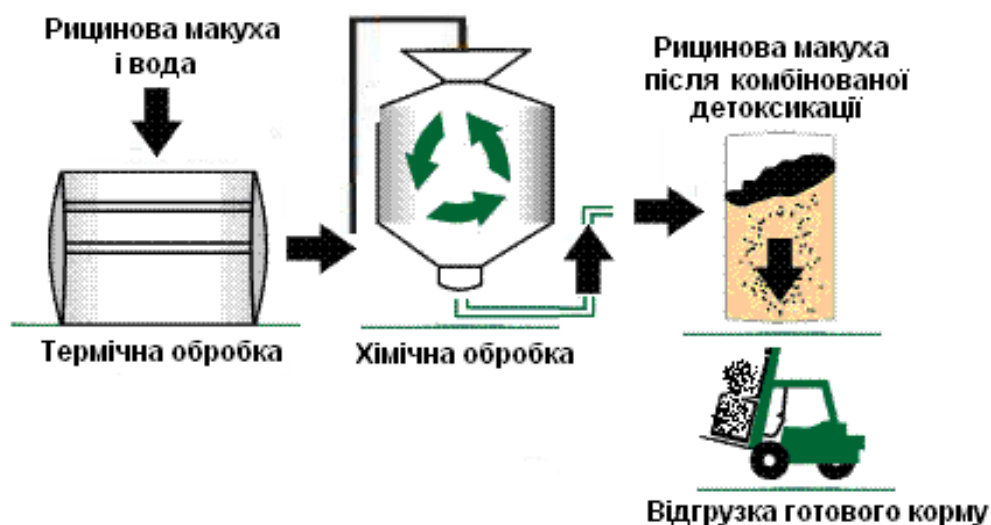 Рицинова макуха
і вода
Термічна обробка
Хімічна обробка
Рицинова макуха
після комбінованої
детоксикації
Відгрузка готового корму